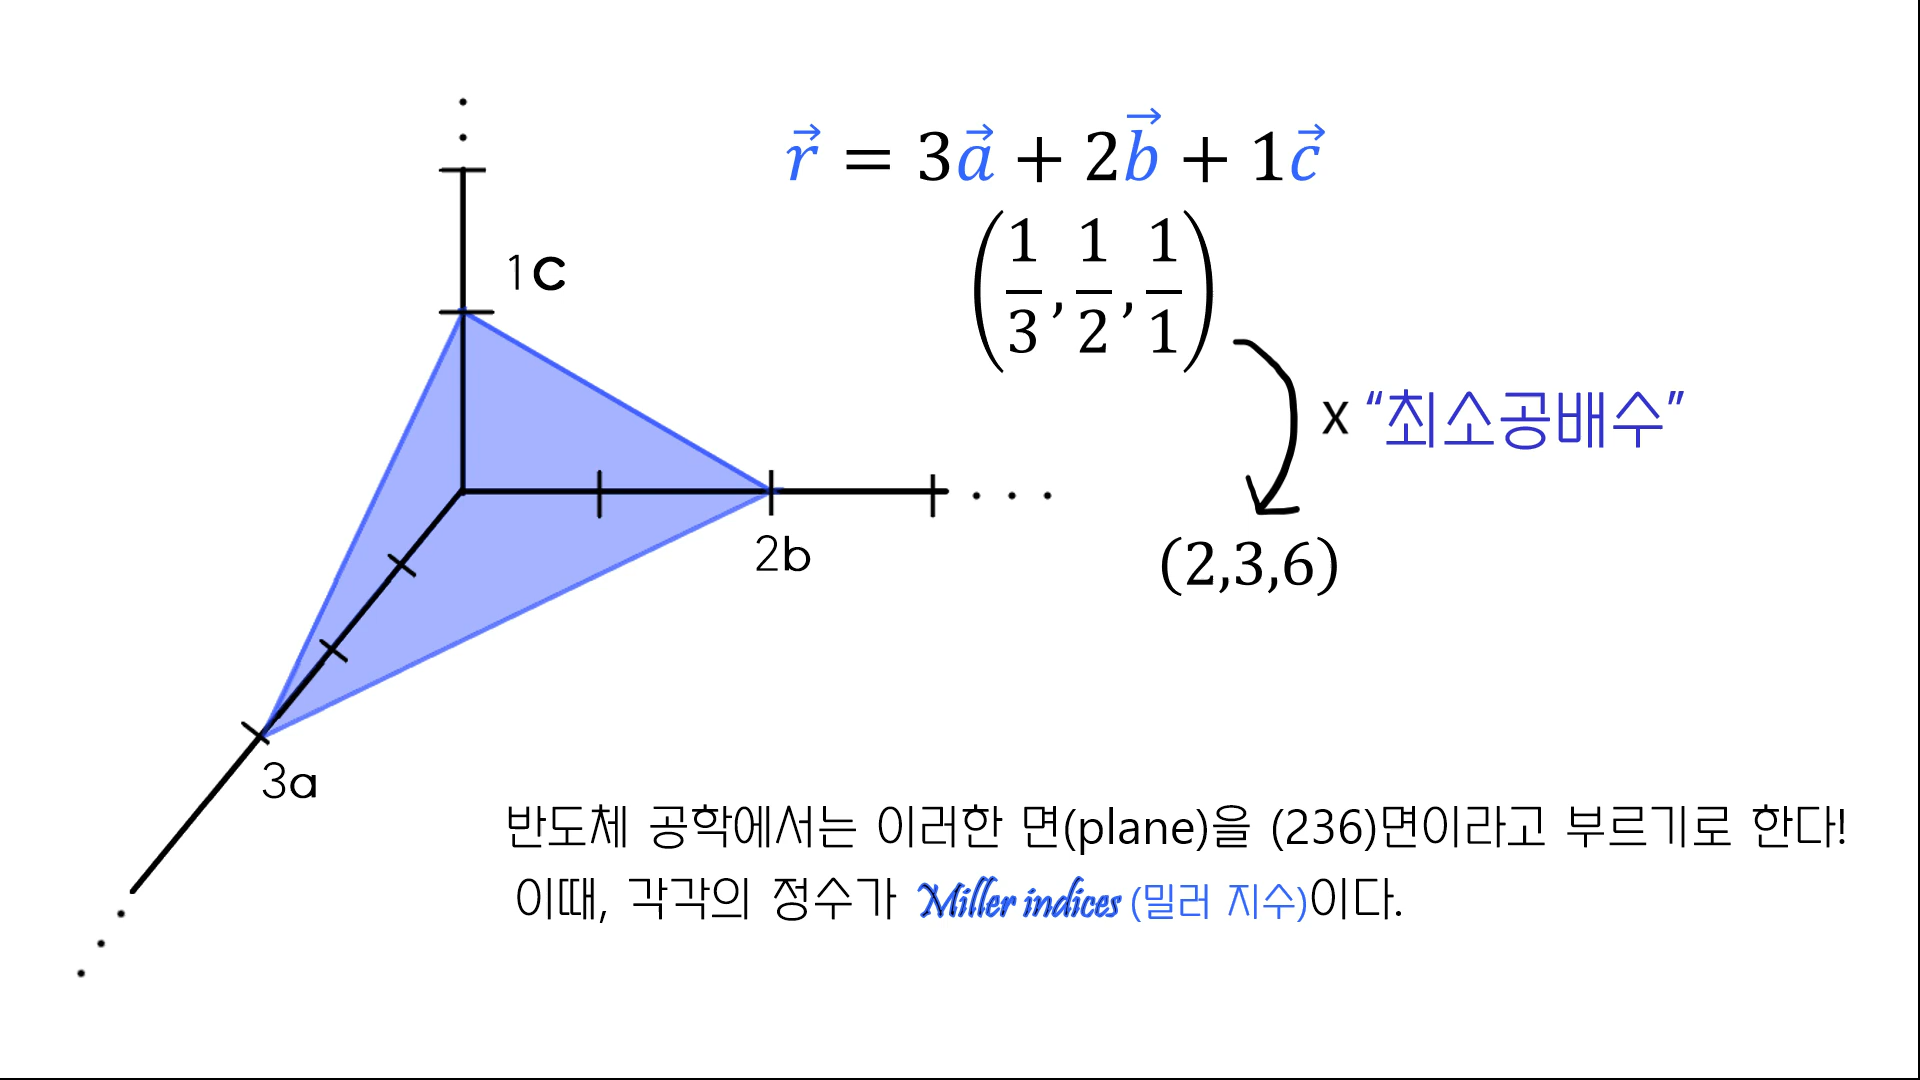 r⃗ = 3a⃗ + 2b⃗ + 1c⃗
(1/3, 1/2, 1/1)
1c
x “최소공배수”
2b
(2,3,6)
3a
반도체 공학에서는 이러한 면(plane)을 (236)면이라고 부르기로 한다!
이때, 각각의 정수가 Miller indices (밀러 지수)이다.